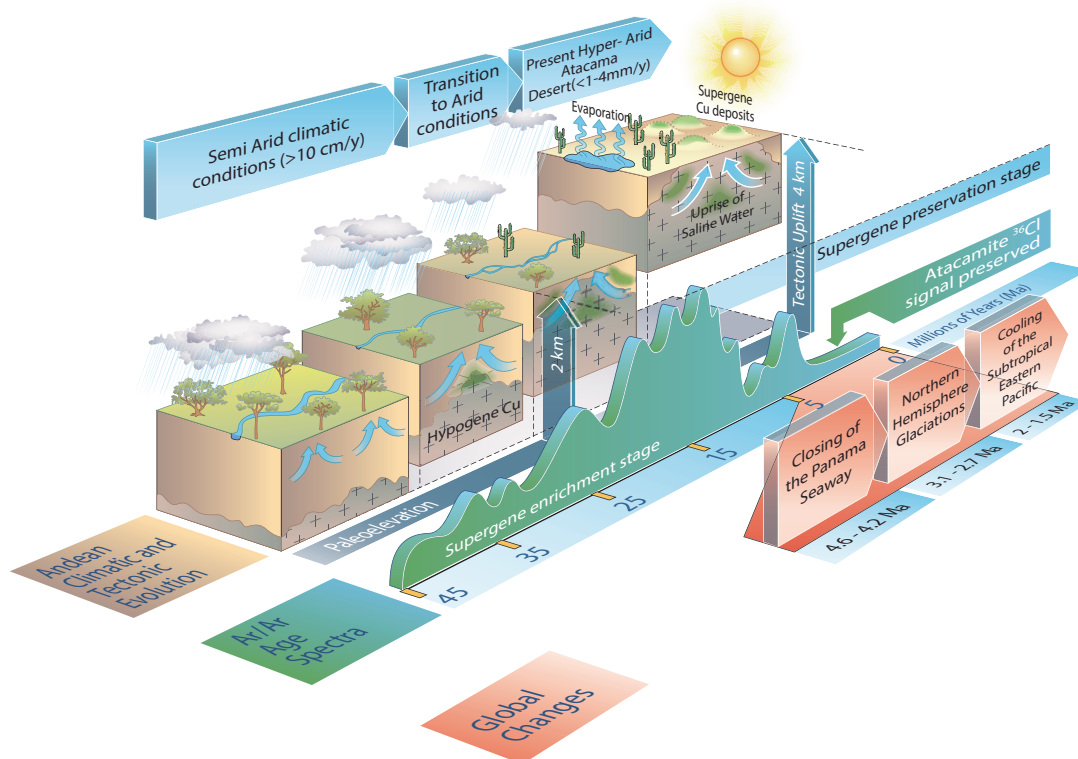 Semi Arid climatic
conditions (>10 cm/y)
Transition
to Arid
conditions
Present Hyper- Arid
Atacama
Desert(<1-4mm/y)
Supergene
Cu deposits
Evaporation
Uprise of
Saline Water
Tectonic Uplift 4 km
Supergene preservation stage
Atacamite ³⁶Cl
signal preserved
Millions of Years (Ma)
2 km
Hypogene Cu
Paleoelevation
Supergene enrichment stage
45
35
25
15
5
0
Closing of
the Panama
Seaway
Northern
Hemisphere
Glaciations
Cooling
of the
Subtropical
Eastern
Pacific
4.6 - 4.2 Ma
3.1 - 2.7 Ma
2 - 1.5 Ma
Andean
Climatic and
Tectonic
Evolution
Ar/Ar
Age
Spectra
Global
Changes